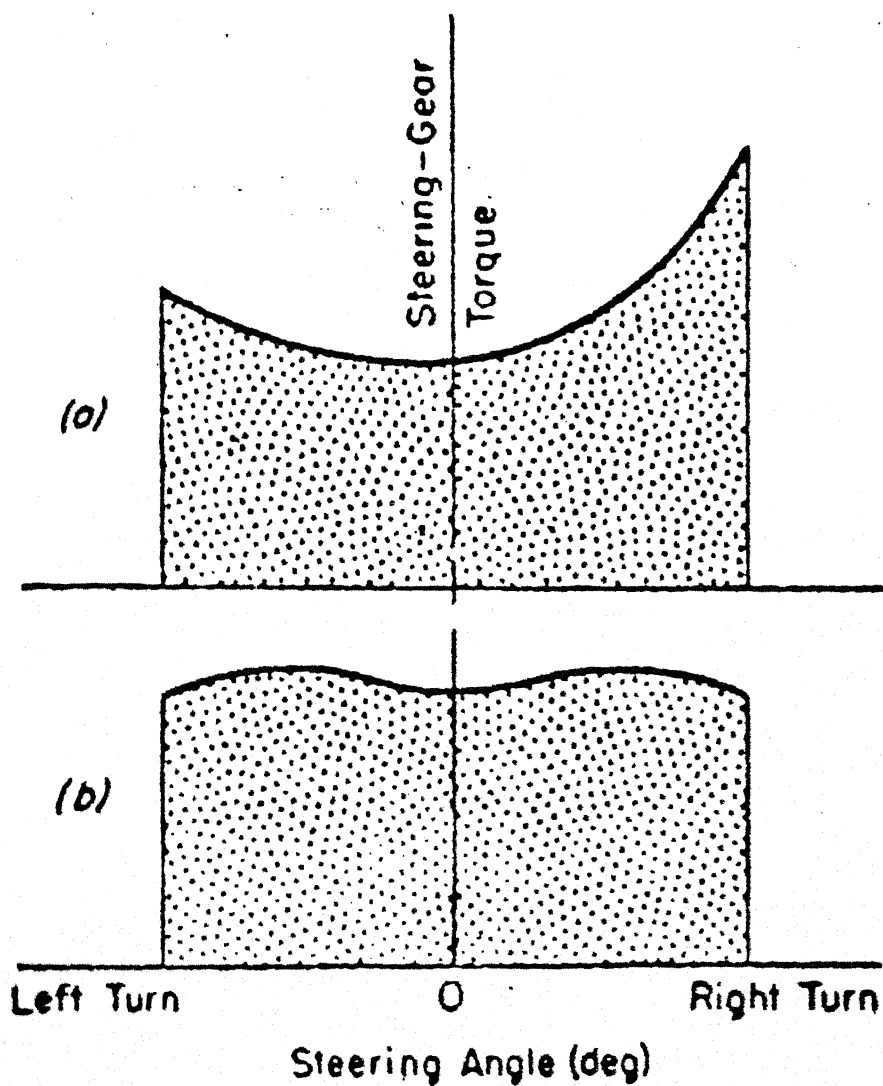 Steering-Gear
Torque
(a)
(b)
Left Turn 0 Right Turn
Steering Angle (deg)